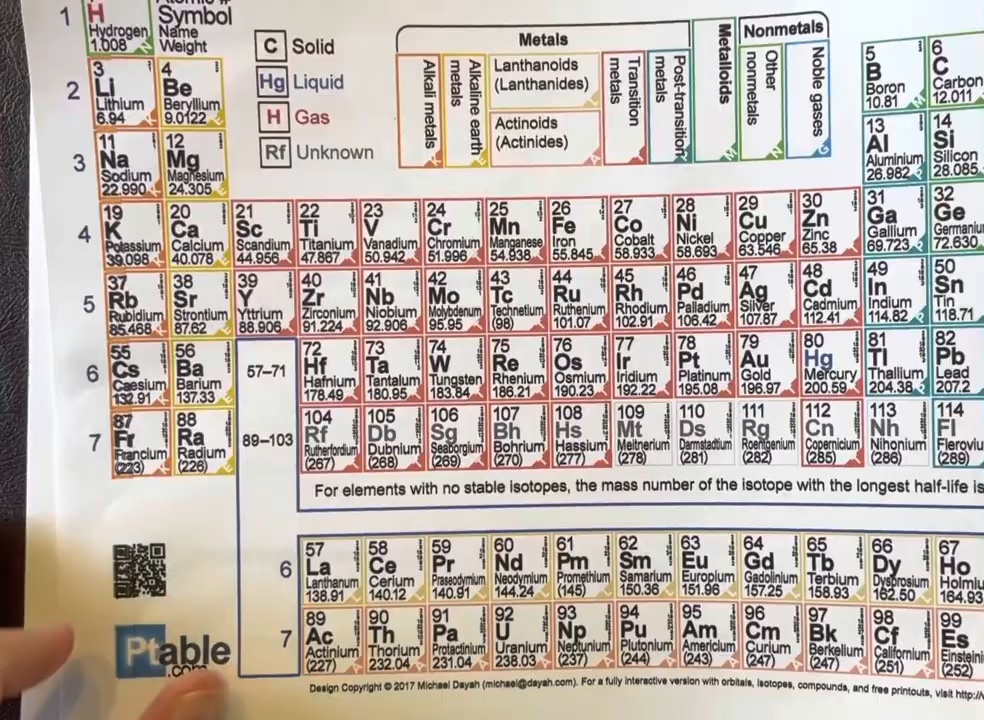 1 H Symbol
Hydrogen Name
1.008 N Weight
C Solid
Hg Liquid
H Gas
Rf Unknown
Metals
Alkali metals
Alkaline earth metals
Lanthanoids
(Lanthanides)
Actinoids
(Actinides)
Transition metals
Post-transition metals
Metalloids
Nonmetals
Other nonmetals
Noble gases
5 6
B C
Boron Carbon
10.81 12.011
2
3 4
Li Be
Lithium Beryllium
6.94 9.0122
13 14
Al Si
Aluminium Silicon
26.982 28.085
3
11 12
Na Mg
Sodium Magnesium
22.990 24.305
4
19 20 21 22 23 24 25 26 27 28 29 30 31 32
K Ca Sc Ti V Cr Mn Fe Co Ni Cu Zn Ga Ge
Potassium Calcium Scandium Titanium Vanadium Chromium Manganese Iron Cobalt Nickel Copper Zinc Gallium Germaniu
39.098 40.078 44.956 47.867 50.942 51.996 54.938 55.845 58.933 58.693 63.546 65.38 69.723 72.630
5
37 38 39 40 41 42 43 44 45 46 47 48 49 50
Rb Sr Y Zr Nb Mo Tc Ru Rh Pd Ag Cd In Sn
Rubidium Strontium Yttrium Zirconium Niobium Molybdenum Technetium Ruthenium Rhodium Palladium Silver Cadmium Indium Tin
85.468 87.62 88.906 91.224 92.906 95.95 (98) 101.07 102.91 106.42 107.87 112.41 114.82 118.71
6
55 56 57–71 72 73 74 75 76 77 78 79 80 81 82
Cs Ba Hf Ta W Re Os Ir Pt Au Hg Tl Pb
Caesium Barium Hafnium Tantalum Tungsten Rhenium Osmium Iridium Platinum Gold Mercury Thallium Lead
132.91 137.33 178.49 180.95 183.84 186.21 190.23 192.22 195.08 196.97 200.59 204.38 207.2
7
87 88 89–103 104 105 106 107 108 109 110 111 112 113 114
Fr Ra Rf Db Sg Bh Hs Mt Ds Rg Cn Nh Fl
Francium Radium Rutherfordium Dubnium Seaborgium Bohrium Hassium Meitnerium Darmstadtium Roentgenium Copernicium Nihonium Fleroviu
(223) (226) (267) (268) (269) (270) (277) (278) (281) (282) (285) (286) (289)
For elements with no stable isotopes, the mass number of the isotope with the longest half-life is
6
57 58 59 60 61 62 63 64 65 66 67
La Ce Pr Nd Pm Sm Eu Gd Tb Dy Ho
Lanthanum Cerium Praseodymium Neodymium Promethium Samarium Europium Gadolinium Terbium Dysprosium Holmiu
138.91 140.12 140.91 144.24 (145) 150.36 151.96 157.25 158.93 162.50 164.93
7
89 90 91 92 93 94 95 96 97 98 99
Ac Th Pa U Np Pu Am Cm Bk Cf Es
Actinium Thorium Protactinium Uranium Neptunium Plutonium Americium Curium Berkelium Californium Einsteini
(227) 232.04 231.04 238.03 (237) (244) (243) (247) (247) (251) (252)
Ptable
.com
Design Copyright © 2017 Michael Dayah (michael@dayah.com). For a fully interactive version with orbitals, isotopes, compounds, and free printouts, visit http://